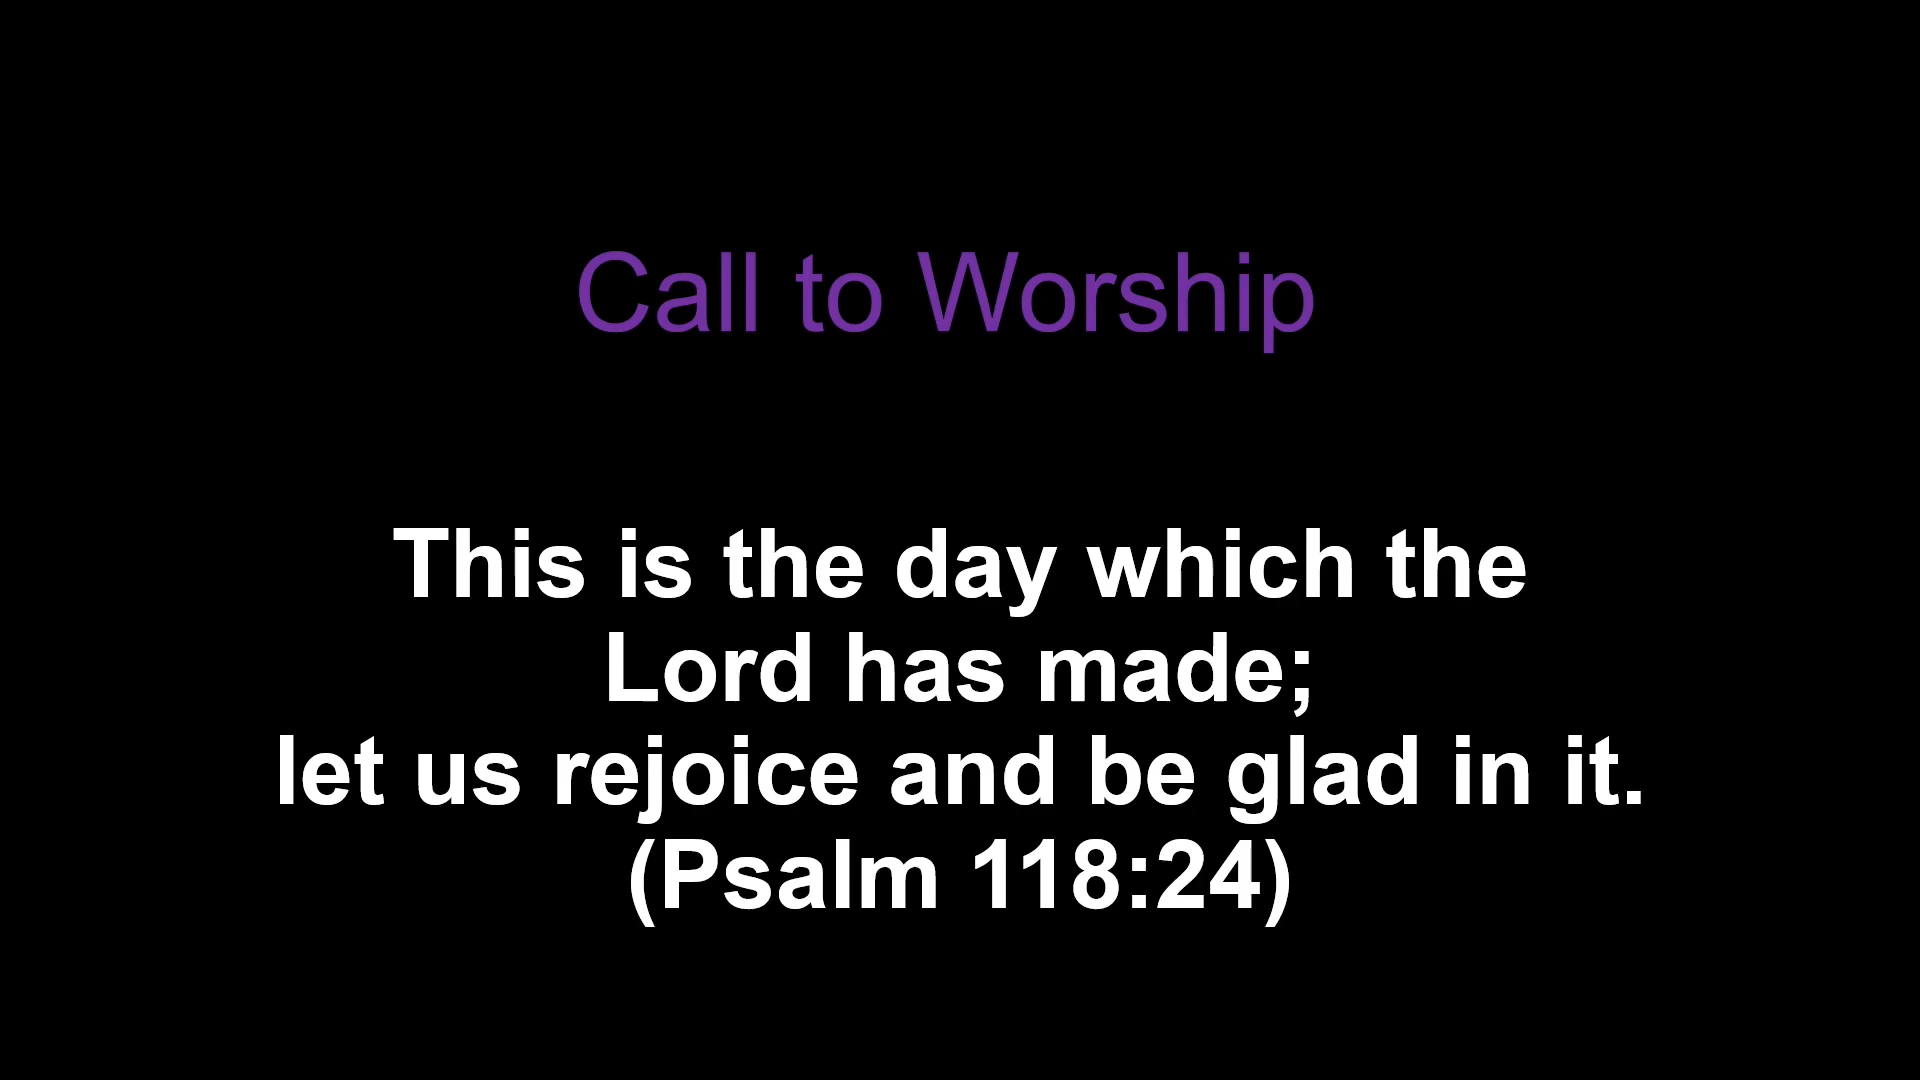 Call to Worship
This is the day which the
Lord has made;
let us rejoice and be glad in it.
(Psalm 118:24)